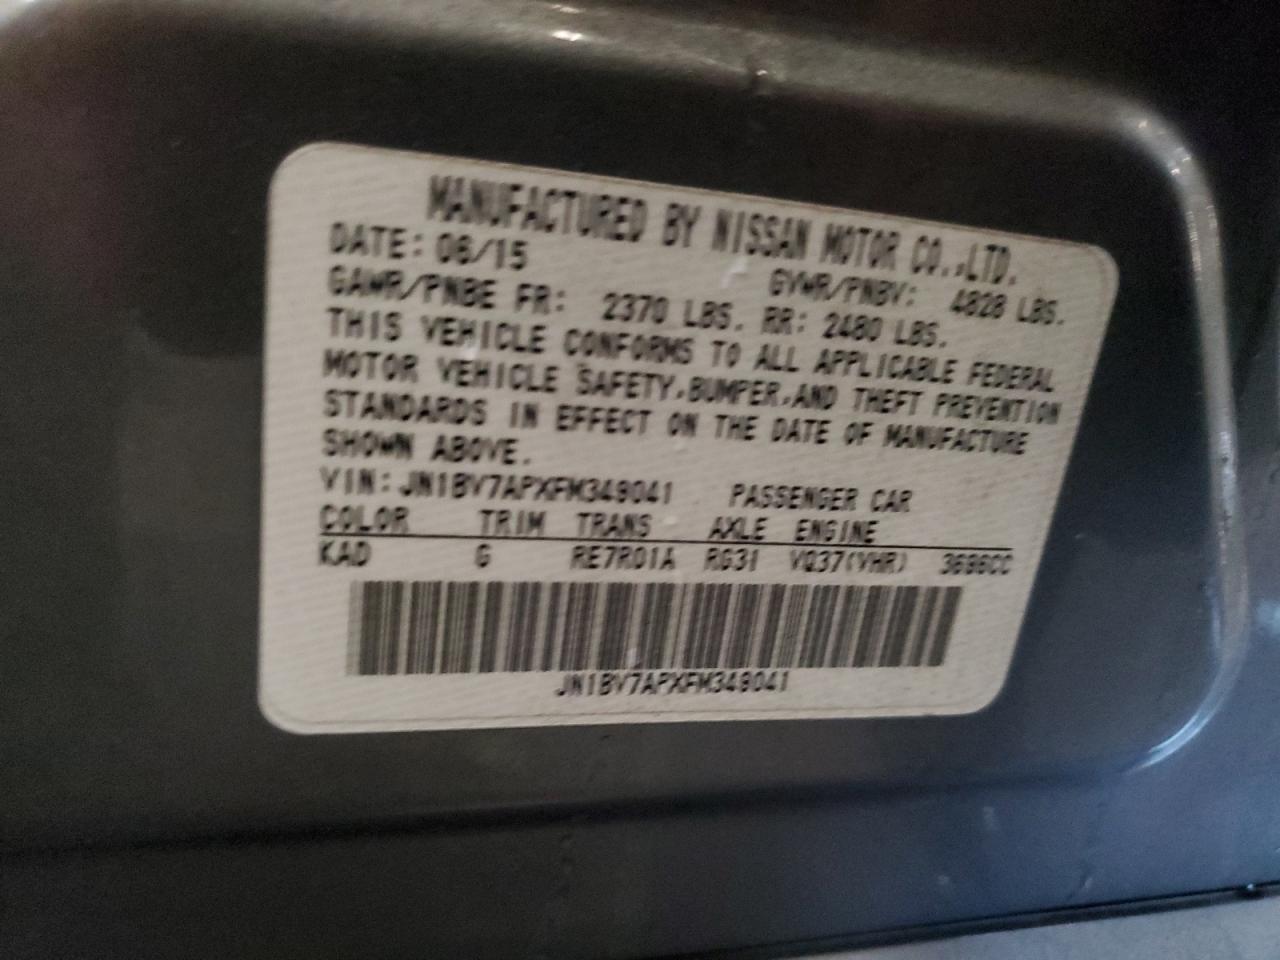 MANUFACTURED BY NISSAN MOTOR CO.,LTD.
DATE: 06/15 GVWR/PNBV: 4828 LBS.
GAWR/PNBE FR: 2370 LBS. RR: 2480 LBS.
THIS VEHICLE CONFORMS TO ALL APPLICABLE FEDERAL
MOTOR VEHICLE SAFETY,BUMPER,AND THEFT PREVENTION
STANDARDS IN EFFECT ON THE DATE OF MANUFACTURE
SHOWN ABOVE.
VIN: JN1BV7APXFM349041 PASSENGER CAR
COLOR TRIM TRANS AXLE ENGINE
KAD G RE7R01A RG31 VQ37(VHR) 3696CC
JN1BV7APXFM349041